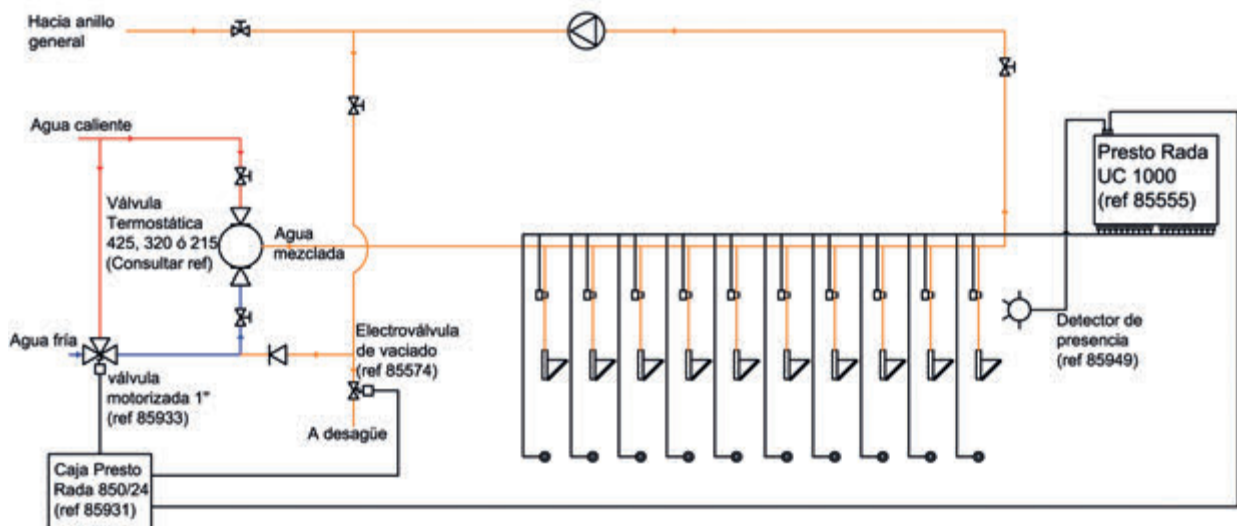 Hacia anillo
general
Agua caliente
Válvula
Termostática
425, 320 ó 215
(Consultar ref)
Agua
mezclada
Presto Rada
UC 1000
(ref 85555)
Agua fría
válvula
motorizada 1"
(ref 85933)
Electroválvula
de vaciado
(ref 85574)
A desagüe
Detector de
presencia
(ref 85949)
Caja Presto
Rada 850/24
(ref 85931)